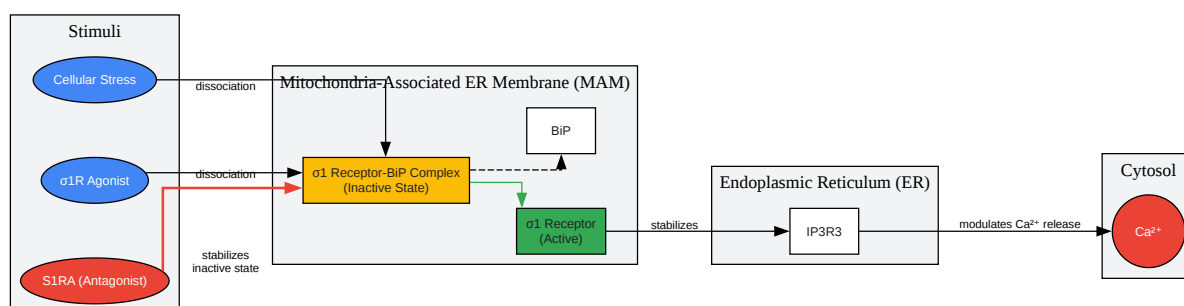 Stimuli
Cellular Stress
σ1R Agonist
S1RA (Antagonist)
dissociation
dissociation
stabilizes
inactive state
Mitochondria-Associated ER Membrane (MAM)
BiP
σ1 Receptor-BiP Complex
(Inactive State)
σ1 Receptor
(Active)
stabilizes
Endoplasmic Reticulum (ER)
IP3R3
modulates Ca²⁺ release
Cytosol
Ca²⁺